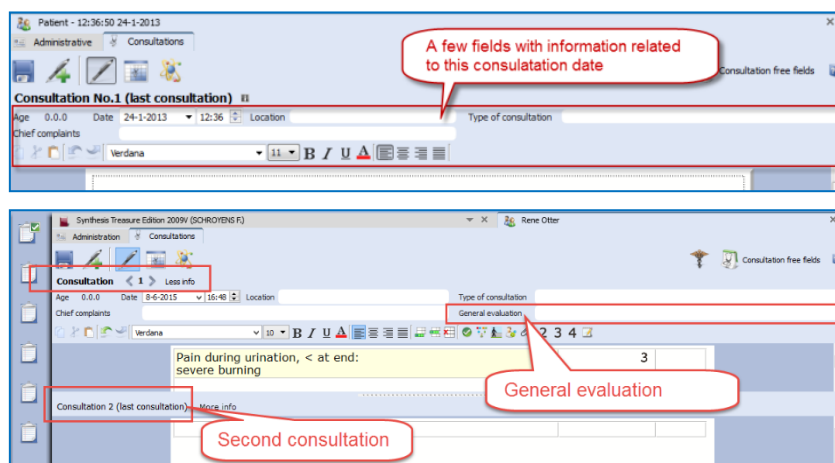 Patient - 12:36:50 24-1-2013
Administrative Consultations
A few fields with information related
to this consulatation date
Consultation free fields
Consultation No.1 (last consultation)
Age 0.0.0 Date 24-1-2013 12:36 Location Type of consultation
Chief complaints
Verdana 11 B I U A
Synthesis Treasure Edition 2009V (SCHROYENS F.) Rene Otter
Administration Consultations
Consultation free fields
Consultation 1 Less info
Age 0.0.0 Date 8-6-2015 16:48 Location Type of consultation
Chief complaints General evaluation
Verdana 10 B I U A 2 3 4
Pain during urination, < at end: 3
severe burning
General evaluation
Consultation 2 (last consultation) More info
Second consultation